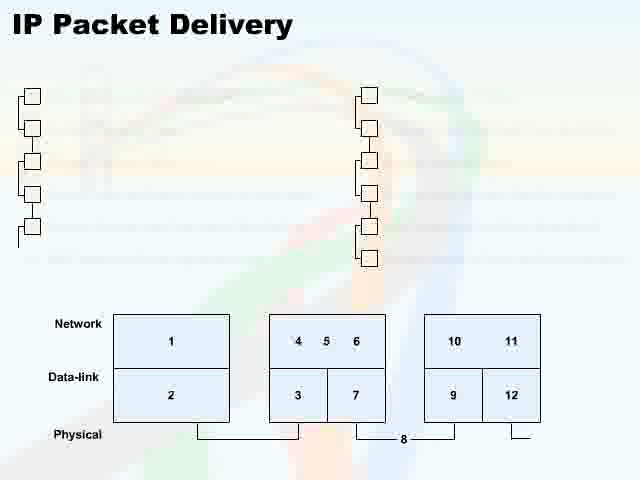 IP Packet Delivery
Network
1
4 5 6
10 11
Data-link
2
3
7
9
12
Physical
8